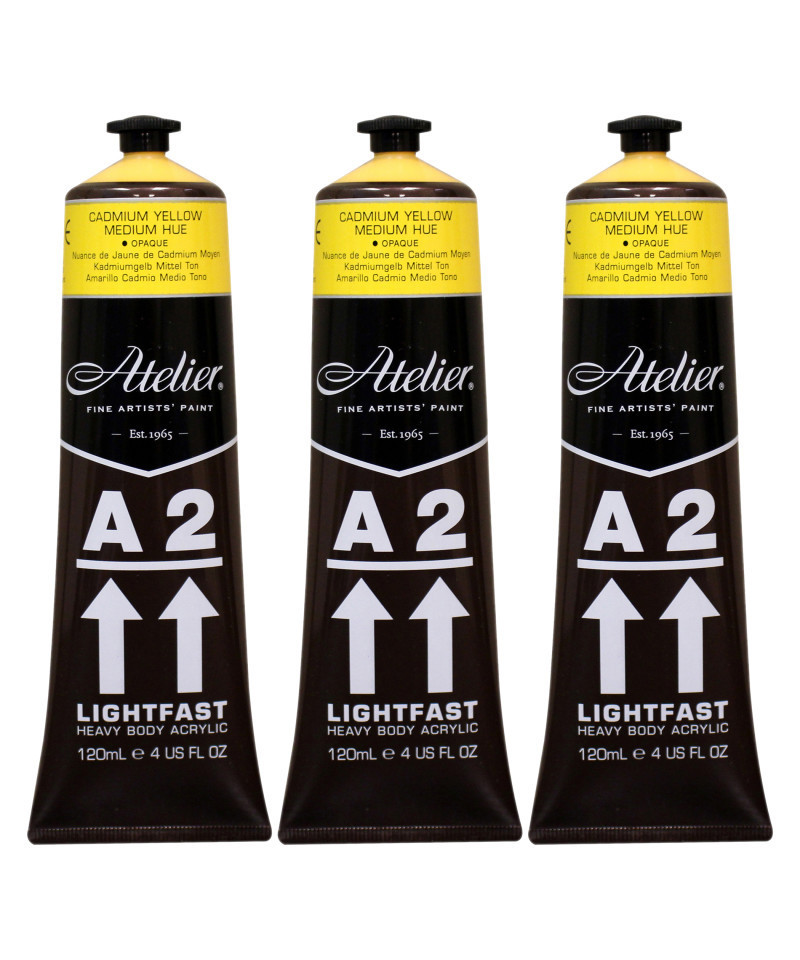 CADMIUM YELLOW
MEDIUM HUE
• OPAQUE
Nuance de Jaune de Cadmium Moyen
Kadmiumgelb Mittel Ton
Amarillo Cadmio Medio Tono
Atelier®
FINE ARTISTS' PAINT
— Est. 1965 —
A 2
LIGHTFAST
HEAVY BODY ACRYLIC
120mL ℮ 4 US FL OZ
CADMIUM YELLOW
MEDIUM HUE
• OPAQUE
Nuance de Jaune de Cadmium Moyen
Kadmiumgelb Mittel Ton
Amarillo Cadmio Medio Tono
Atelier®
FINE ARTISTS' PAINT
— Est. 1965 —
A 2
LIGHTFAST
HEAVY BODY ACRYLIC
120mL ℮ 4 US FL OZ
CADMIUM YELLOW
MEDIUM HUE
• OPAQUE
Nuance de Jaune de Cadmium Moyen
Kadmiumgelb Mittel Ton
Amarillo Cadmio Medio Tono
Atelier®
FINE ARTISTS' PAINT
— Est. 1965 —
A 2
LIGHTFAST
HEAVY BODY ACRYLIC
120mL ℮ 4 US FL OZ